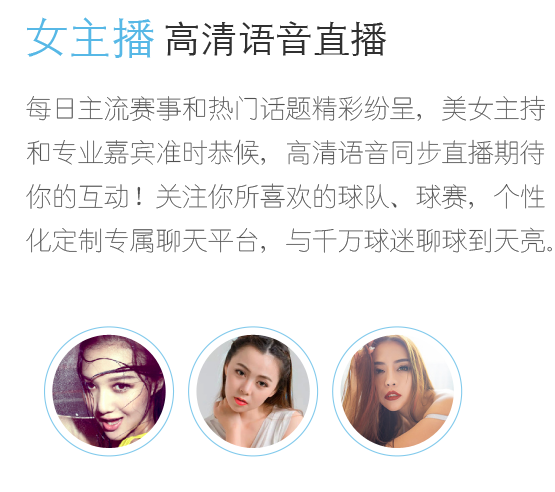 女主播 高清语音直播
每日主流赛事和热门话题精彩纷呈，美女主持
和专业嘉宾准时恭候，高清语音同步直播期待
你的互动！关注你所喜欢的球队、球赛，个性
化定制专属聊天平台，与千万球迷聊球到天亮。